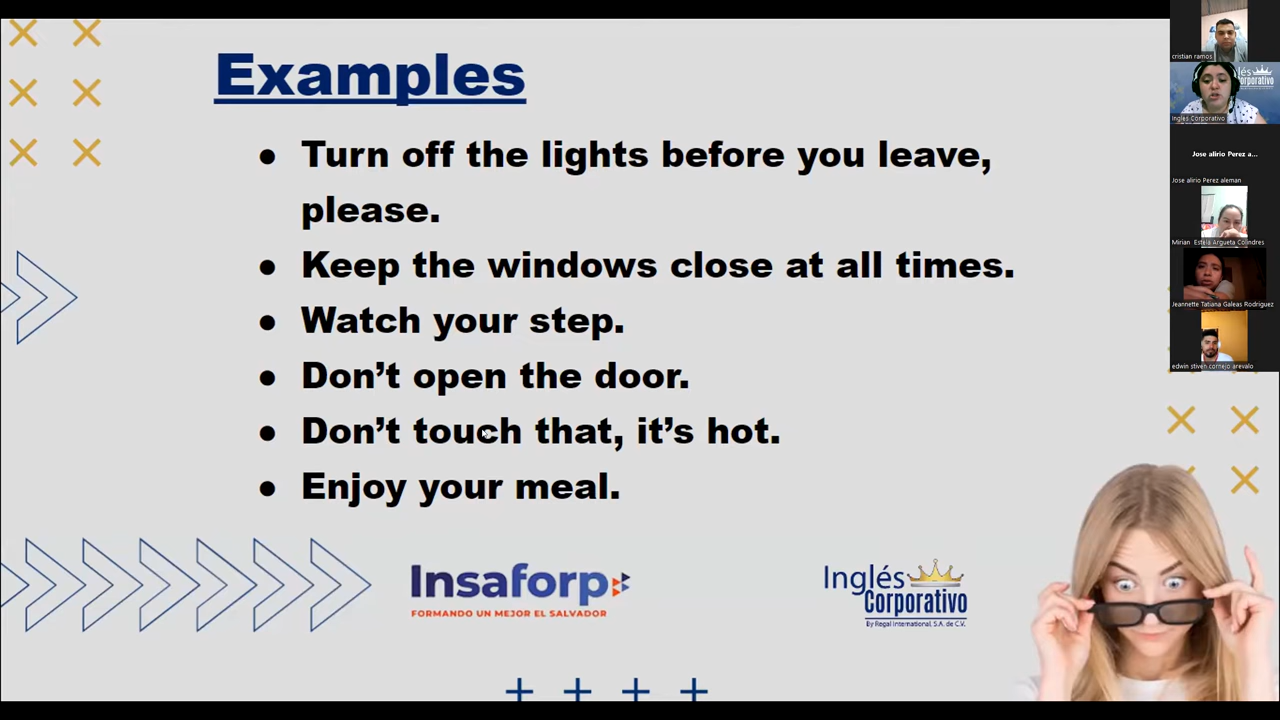 Examples
● Turn off the lights before you leave,
please.
● Keep the windows close at all times.
● Watch your step.
● Don’t open the door.
● Don’t touch that, it’s hot.
● Enjoy your meal.
Insaforp
FORMANDO UN MEJOR EL SALVADOR
Inglés
Corporativo
By Regal International, S.A. de C.V.
cristian ramos
Inglés
Corporativo
Inglés Corporativo
Jose alirio Perez a...
Jose alirio Perez aleman
Mirian Estela Argueta Colindres
Jeannette Tatiana Galeas Rodriguez
edwin stiven cornejo arevalo